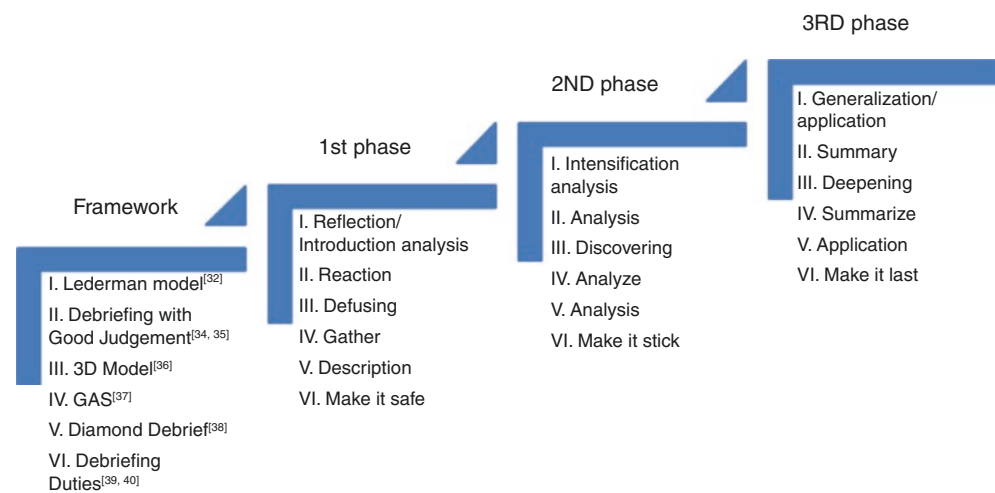 Framework
I. Lederman model[32]
II. Debriefing with
Good Judgement[34, 35]
III. 3D Model[36]
IV. GAS[37]
V. Diamond Debrief[38]
VI. Debriefing
Duties[39, 40]
1st phase
I. Reflection/
Introduction analysis
II. Reaction
III. Defusing
IV. Gather
V. Description
VI. Make it safe
2ND phase
I. Intensification
analysis
II. Analysis
III. Discovering
IV. Analyze
V. Analysis
VI. Make it stick
3RD phase
I. Generalization/
application
II. Summary
III. Deepening
IV. Summarize
V. Application
VI. Make it last